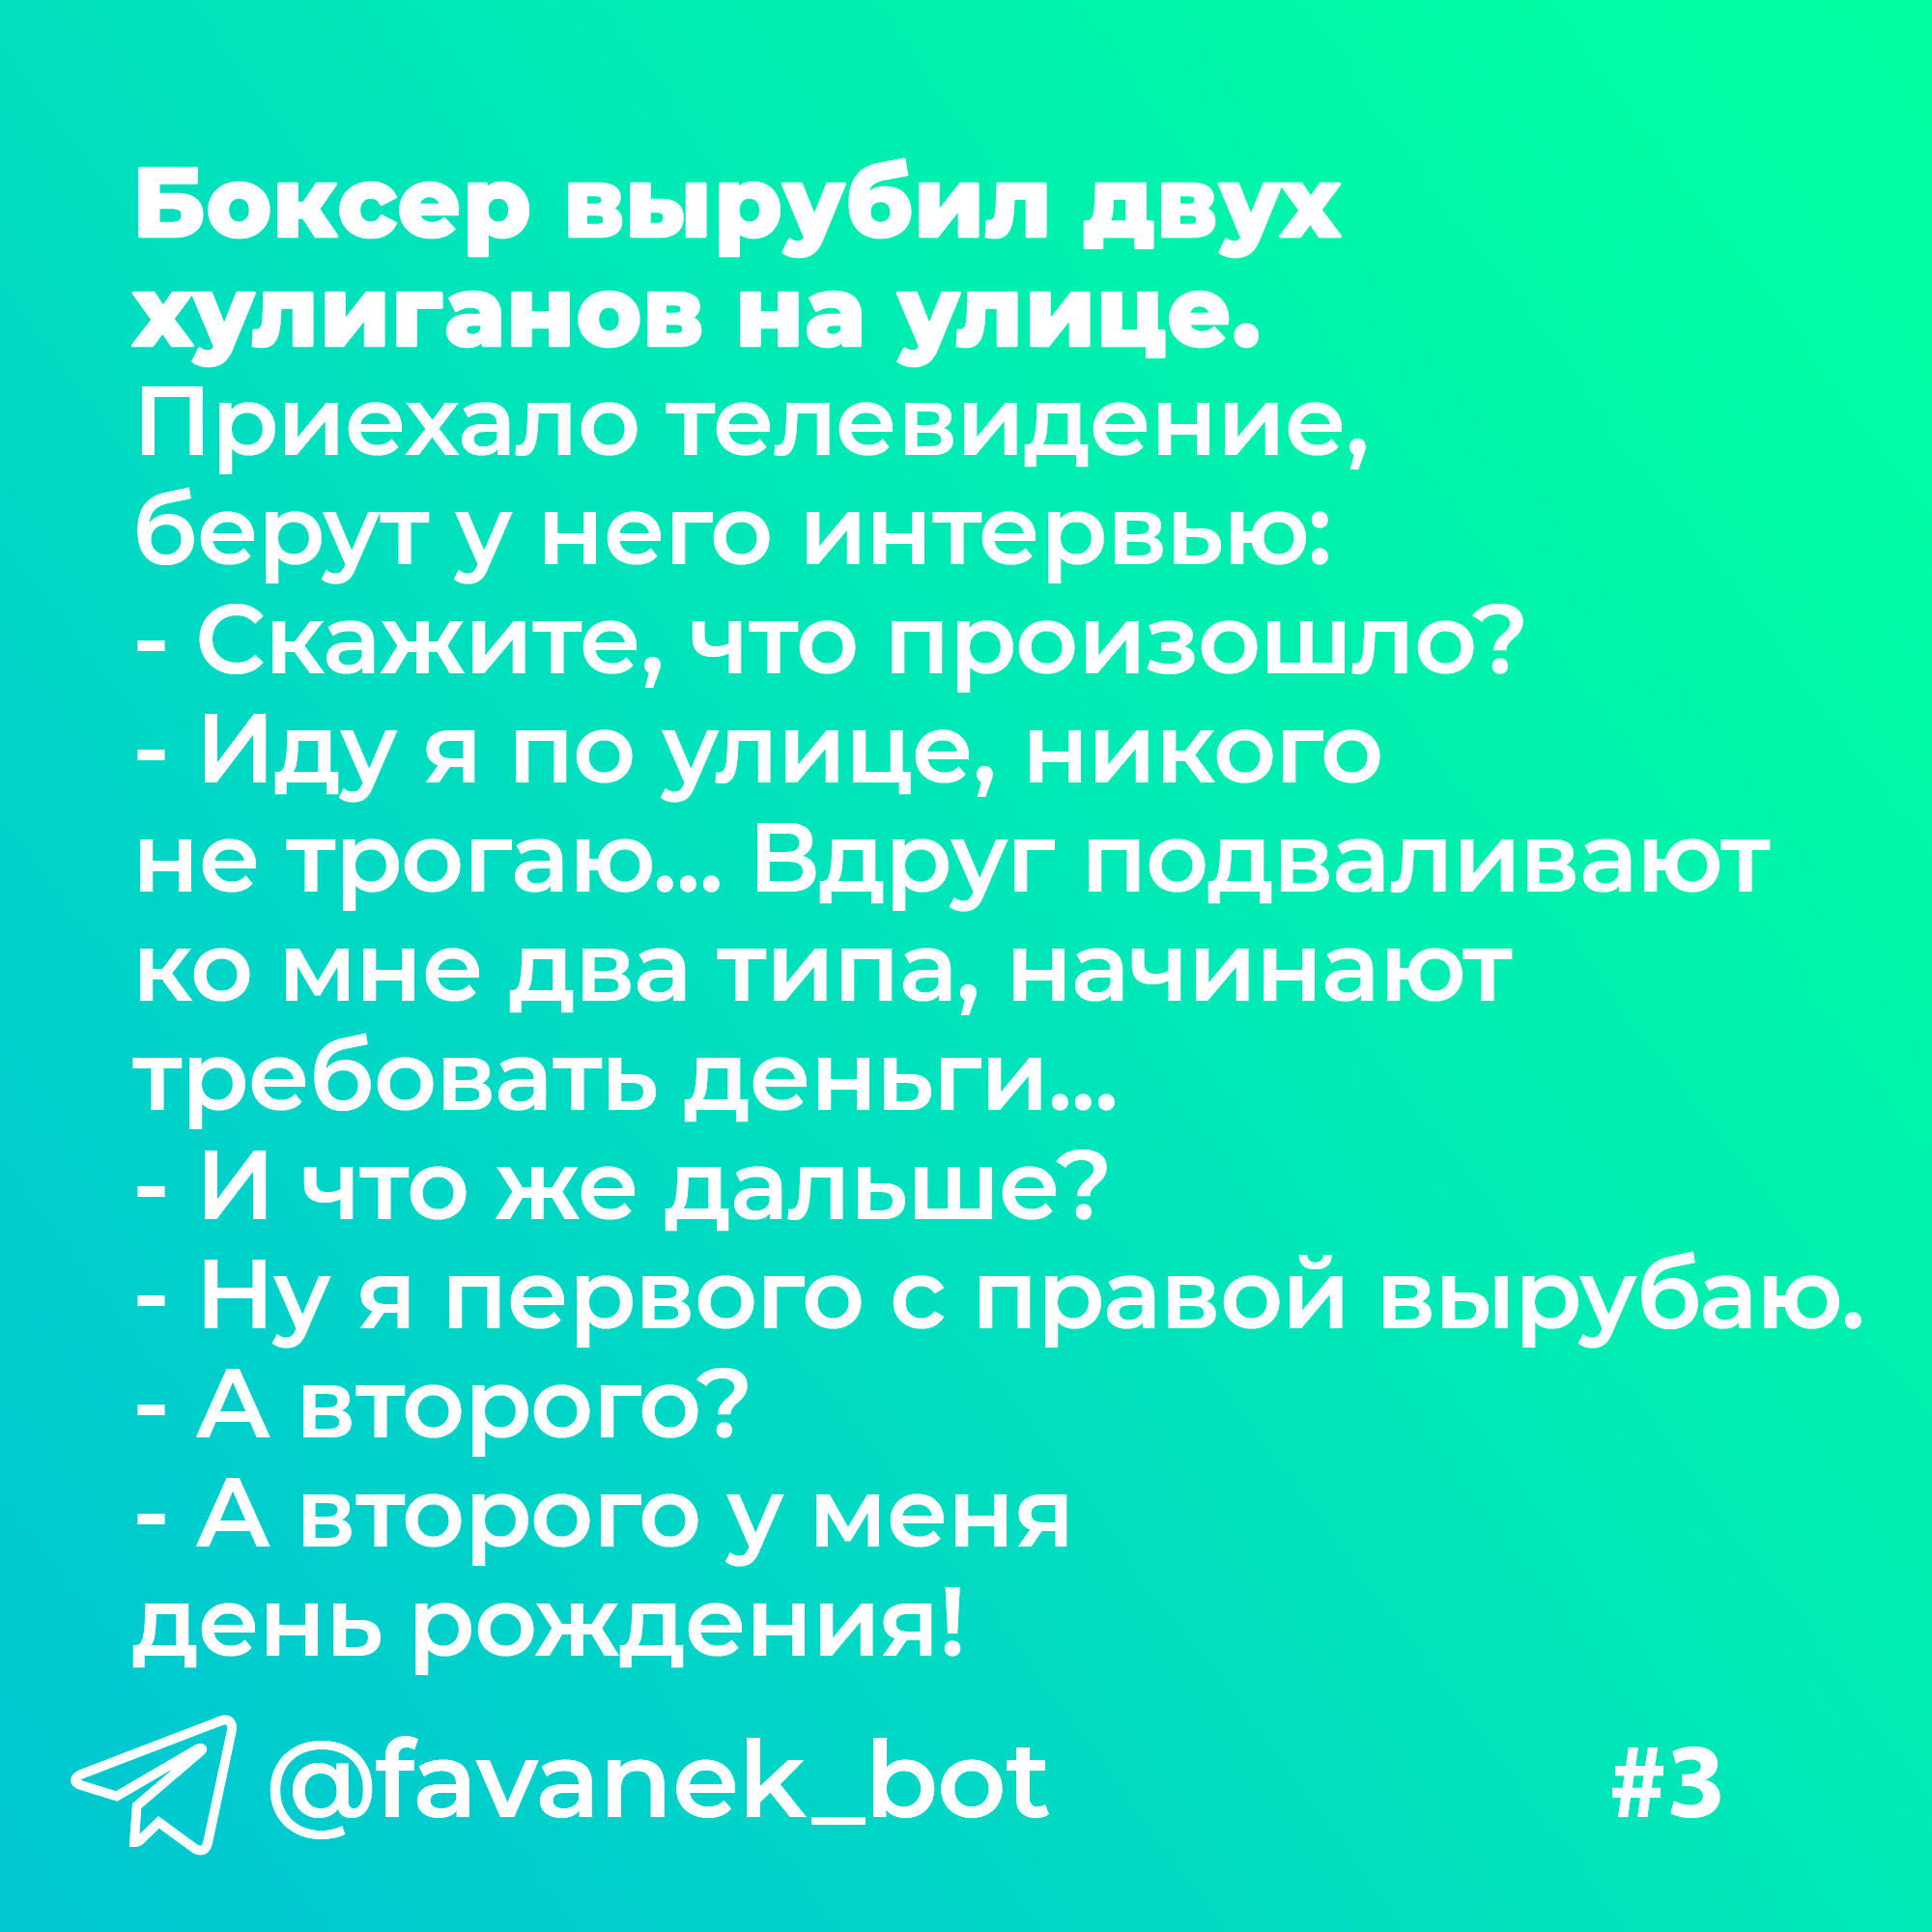 Боксер вырубил двух
хулиганов на улице.
Приехало телевидение,
берут у него интервью:
- Скажите, что произошло?
- Иду я по улице, никого
не трогаю... Вдруг подваливают
ко мне два типа, начинают
требовать деньги...
- И что же дальше?
- Ну я первого с правой вырубаю.
- А второго?
- А второго у меня
день рождения!
@favanek_bot
#3